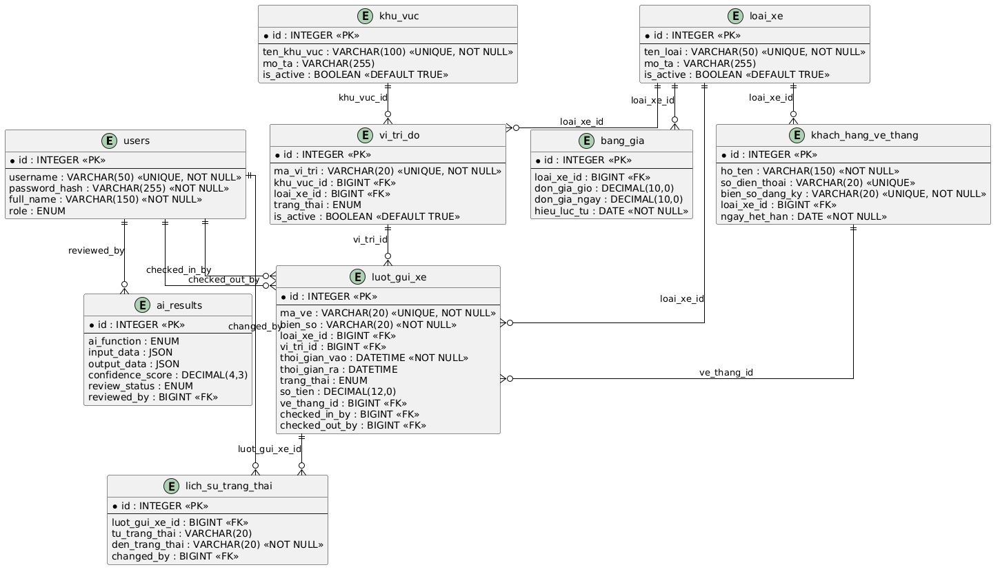 E khu_vuc
* id : INTEGER «PK»
ten_khu_vuc : VARCHAR(100) «UNIQUE, NOT NULL»
mo_ta : VARCHAR(255)
is_active : BOOLEAN «DEFAULT TRUE»
E loai_xe
* id : INTEGER «PK»
ten_loai : VARCHAR(50) «UNIQUE, NOT NULL»
mo_ta : VARCHAR(255)
is_active : BOOLEAN «DEFAULT TRUE»
khu_vuc_id
loai_xe_id
loai_xe_id
loai_xe_id
E users
* id : INTEGER «PK»
username : VARCHAR(50) «UNIQUE, NOT NULL»
password_hash : VARCHAR(255) «NOT NULL»
full_name : VARCHAR(150) «NOT NULL»
role : ENUM
E vi_tri_do
* id : INTEGER «PK»
ma_vi_tri : VARCHAR(20) «UNIQUE, NOT NULL»
khu_vuc_id : BIGINT «FK»
loai_xe_id : BIGINT «FK»
trang_thai : ENUM
is_active : BOOLEAN «DEFAULT TRUE»
E bang_gia
* id : INTEGER «PK»
loai_xe_id : BIGINT «FK»
don_gia_gio : DECIMAL(10,0)
don_gia_ngay : DECIMAL(10,0)
hieu_luc_tu : DATE «NOT NULL»
E khach_hang_ve_thang
* id : INTEGER «PK»
ho_ten : VARCHAR(150) «NOT NULL»
so_dien_thoai : VARCHAR(20) «UNIQUE»
bien_so_dang_ky : VARCHAR(20) «UNIQUE, NOT NULL»
loai_xe_id : BIGINT «FK»
ngay_het_han : DATE «NOT NULL»
vi_tri_id
reviewed_by
checked_in_by
checked_out_by
loai_xe_id
changed_by
ve_thang_id
E ai_results
* id : INTEGER «PK»
ai_function : ENUM
input_data : JSON
output_data : JSON
confidence_score : DECIMAL(4,3)
review_status : ENUM
reviewed_by : BIGINT «FK»
E luot_gui_xe
* id : INTEGER «PK»
ma_ve : VARCHAR(20) «UNIQUE, NOT NULL»
bien_so : VARCHAR(20) «NOT NULL»
loai_xe_id : BIGINT «FK»
vi_tri_id : BIGINT «FK»
thoi_gian_vao : DATETIME «NOT NULL»
thoi_gian_ra : DATETIME
trang_thai : ENUM
so_tien : DECIMAL(12,0)
ve_thang_id : BIGINT «FK»
checked_in_by : BIGINT «FK»
checked_out_by : BIGINT «FK»
luot_gui_xe_id
E lich_su_trang_thai
* id : INTEGER «PK»
luot_gui_xe_id : BIGINT «FK»
tu_trang_thai : VARCHAR(20)
den_trang_thai : VARCHAR(20) «NOT NULL»
changed_by : BIGINT «FK»